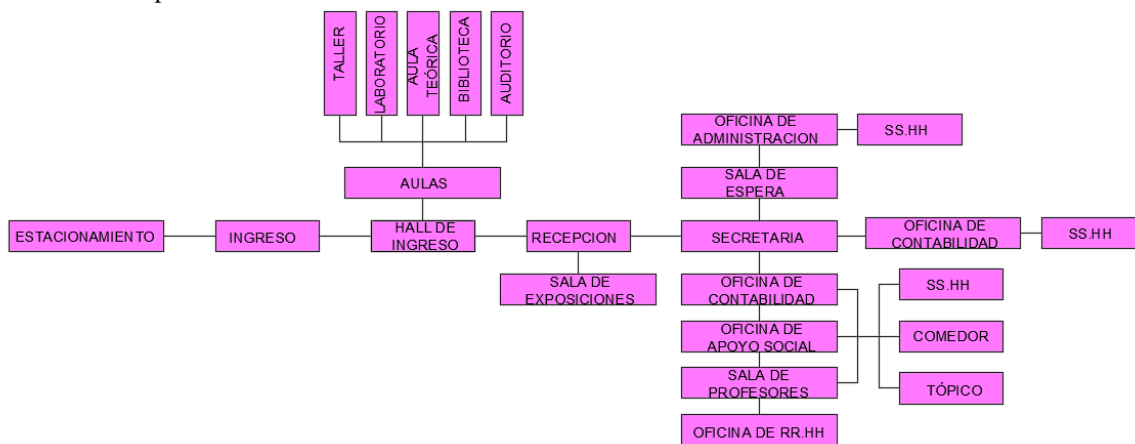 TALLER
LABORATORIO
AULA
TEÓRICA
BIBLIOTECA
AUDITORIO
OFICINA DE
ADMINISTRACION
SS.HH
AULAS
SALA DE
ESPERA
ESTACIONAMIENTO
INGRESO
HALL DE
INGRESO
RECEPCION
SECRETARIA
OFICINA DE
CONTABILIDAD
SS.HH
SALA DE
EXPOSICIONES
OFICINA DE
CONTABILIDAD
SS.HH
OFICINA DE
APOYO SOCIAL
COMEDOR
SALA DE
PROFESORES
TÓPICO
OFICINA DE RR.HH